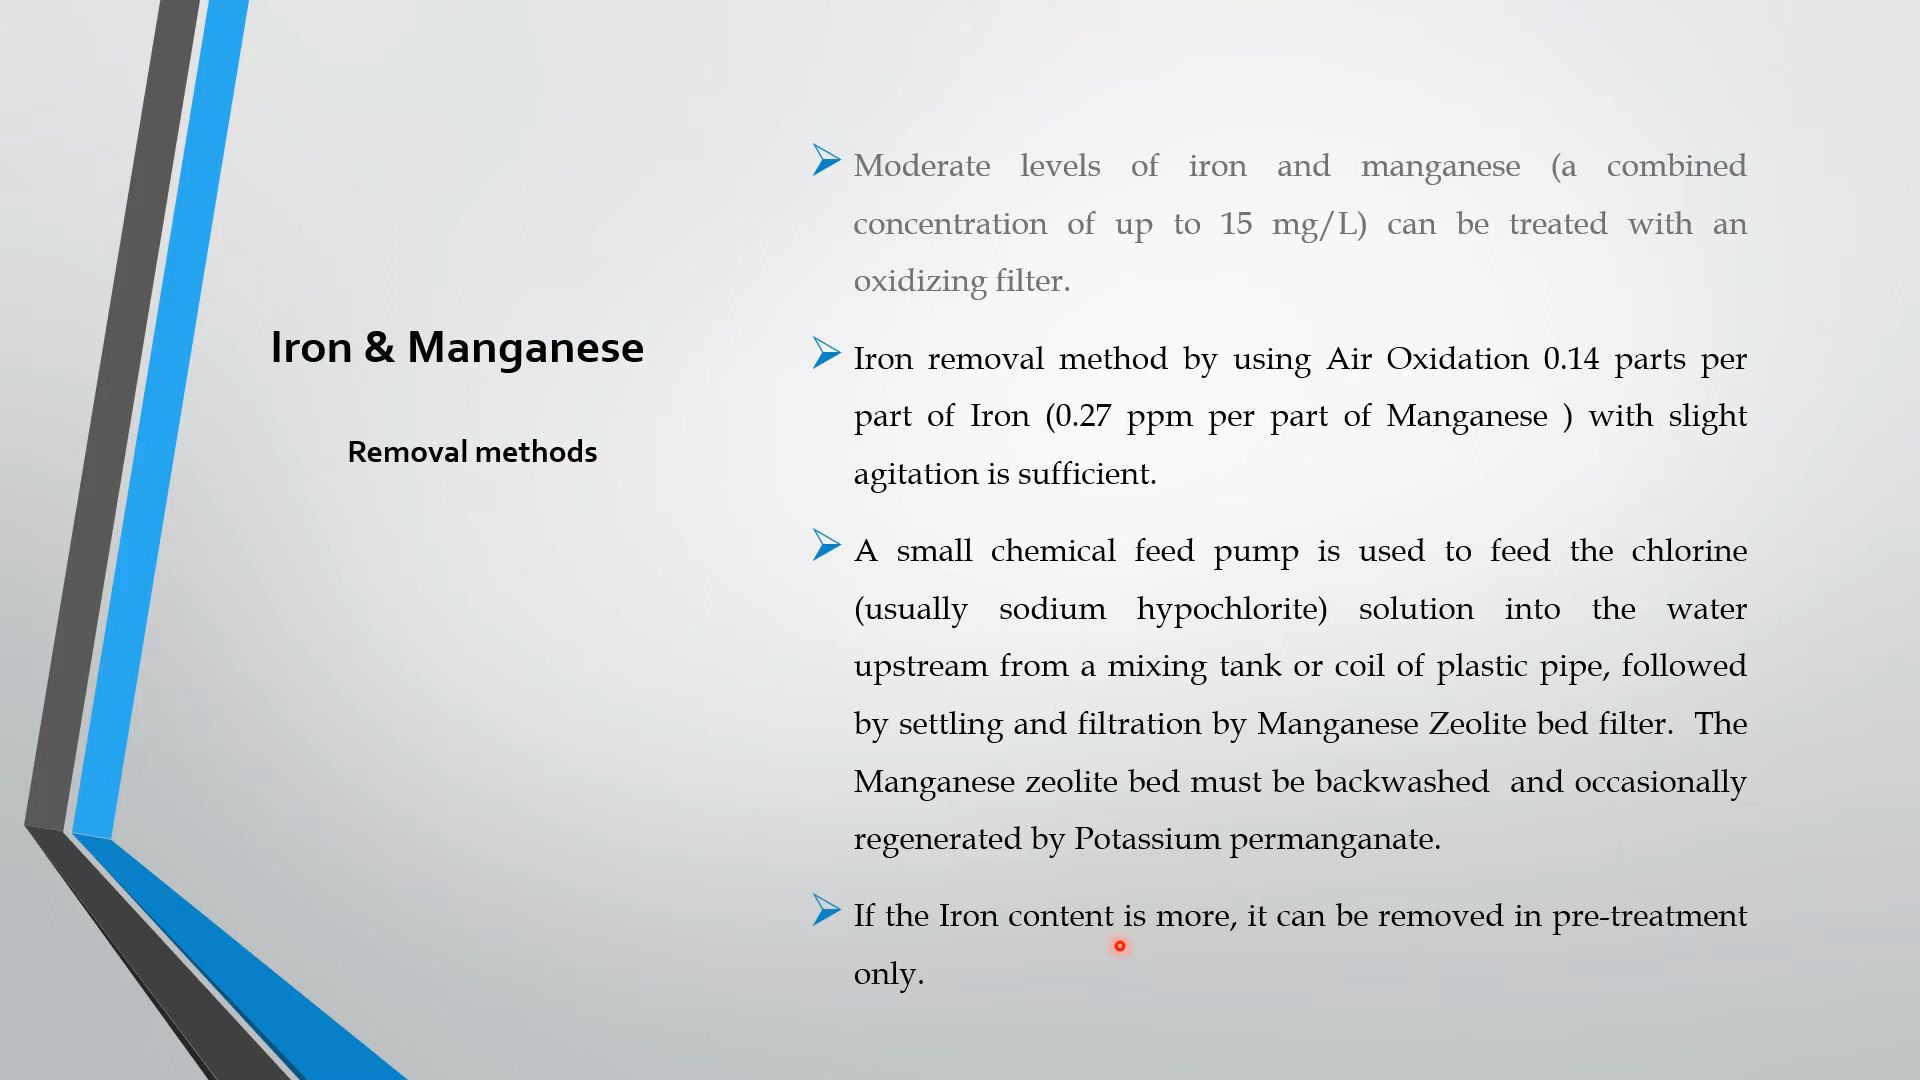 Iron & Manganese
Removal methods
Moderate levels of iron and manganese (a combined
concentration of up to 15 mg/L) can be treated with an
oxidizing filter.
Iron removal method by using Air Oxidation 0.14 parts per
part of Iron (0.27 ppm per part of Manganese ) with slight
agitation is sufficient.
A small chemical feed pump is used to feed the chlorine
(usually sodium hypochlorite) solution into the water
upstream from a mixing tank or coil of plastic pipe, followed
by settling and filtration by Manganese Zeolite bed filter.  The
Manganese zeolite bed must be backwashed  and occasionally
regenerated by Potassium permanganate.
If the Iron content is more, it can be removed in pre-treatment
only.